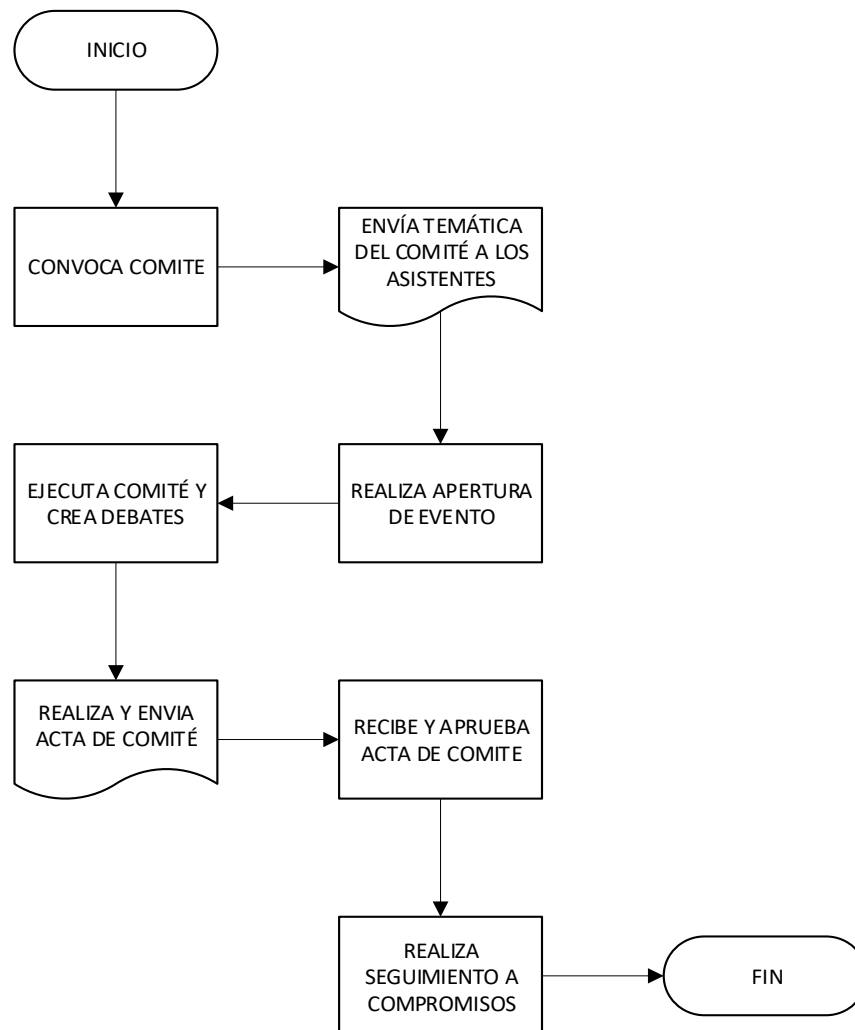 INICIO
CONVOCA COMITE
ENVÍA TEMÁTICA
DEL COMITÉ A LOS
ASISTENTES
REALIZA APERTURA
DE EVENTO
EJECUTA COMITÉ Y
CREA DEBATES
REALIZA Y ENVIA
ACTA DE COMITÉ
RECIBE Y APRUEBA
ACTA DE COMITE
REALIZA
SEGUIMIENTO A
COMPROMISOS
FIN